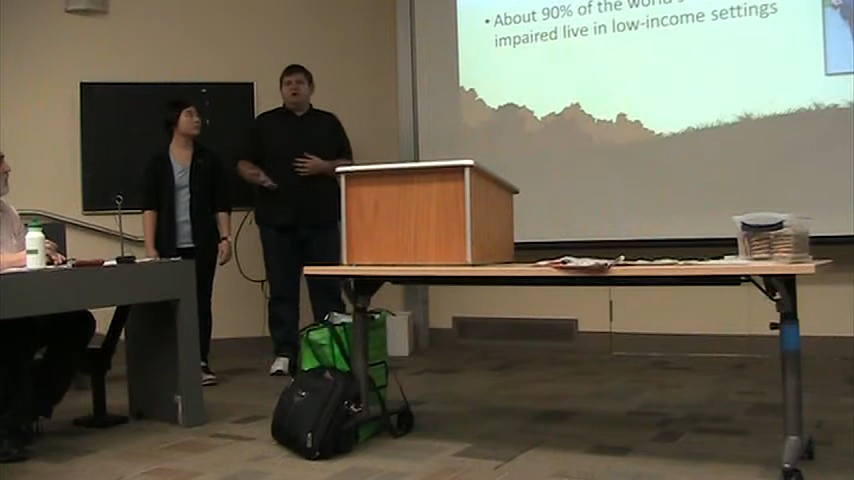 • About 90% of the world's
impaired live in low-income settings